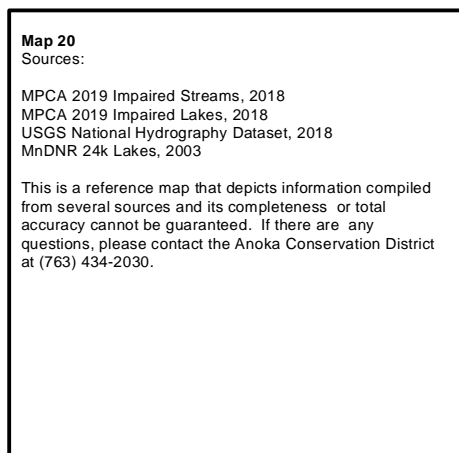 Map 20
Sources:
MPCA 2019 Impaired Streams, 2018
MPCA 2019 Impaired Lakes, 2018
USGS National Hydrography Dataset, 2018
MnDNR 24k Lakes, 2003
This is a reference map that depicts information compiled
from several sources and its completeness or total
accuracy cannot be guaranteed. If there are any
questions, please contact the Anoka Conservation District
at (763) 434-2030.